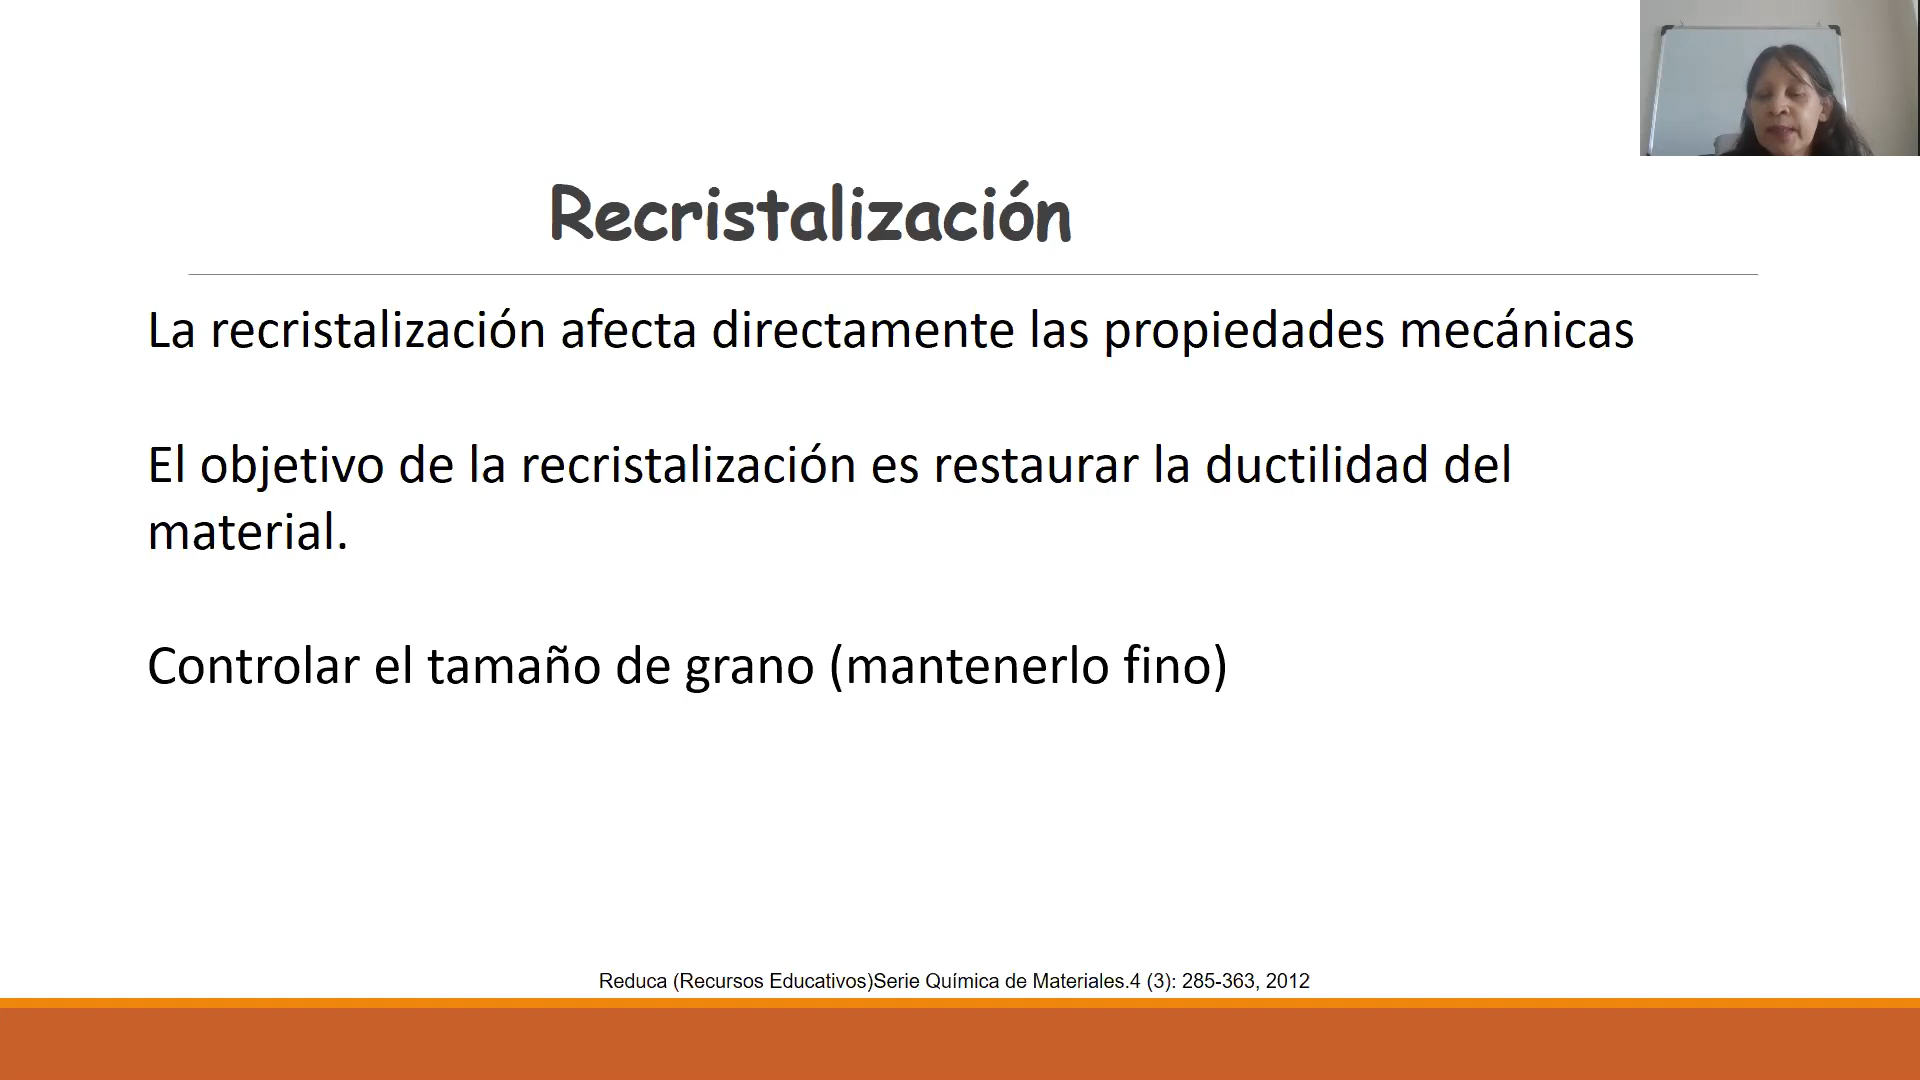 Recristalización
La recristalización afecta directamente las propiedades mecánicas
El objetivo de la recristalización es restaurar la ductilidad del
material.
Controlar el tamaño de grano (mantenerlo fino)
Reduca (Recursos Educativos)Serie Química de Materiales.4 (3): 285-363, 2012